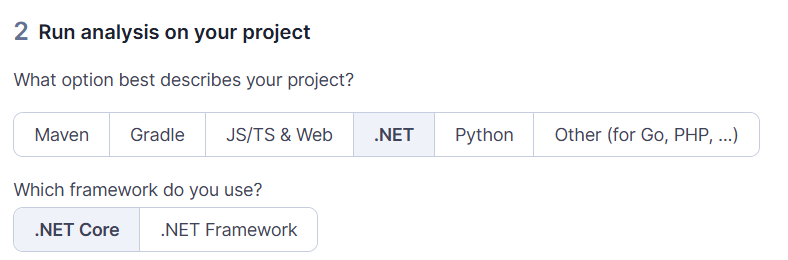 2 Run analysis on your project
What option best describes your project?
Maven Gradle JS/TS & Web .NET Python Other (for Go, PHP, ...)
Which framework do you use?
.NET Core .NET Framework